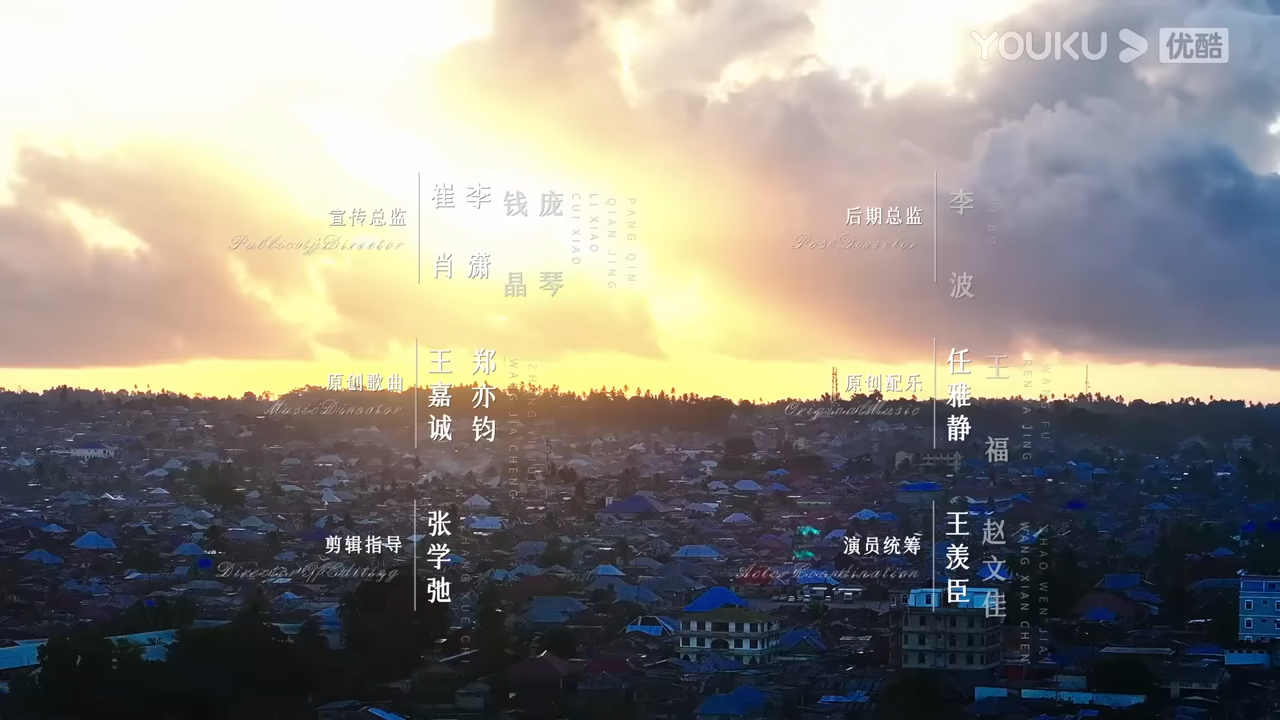 YOUKU 优酷
宣传总监
Publicity Director
崔肖
李潇
钱晶
庞琴
CUI XIAO
LI XIAO
QIAN JING
PANG QIN
后期总监
Post Director
李波
原创歌曲
Music Director
王嘉诚
郑亦钧
WANG JIA CHENG
原创配乐
Original Music
任雅静
王福
REN YA JING
WANG FU
剪辑指导
Director Of Editing
张学弛
演员统筹
Actor Coordination
王羡臣
赵文佳
WANG XIAN CHEN
ZHAO WEN JIA